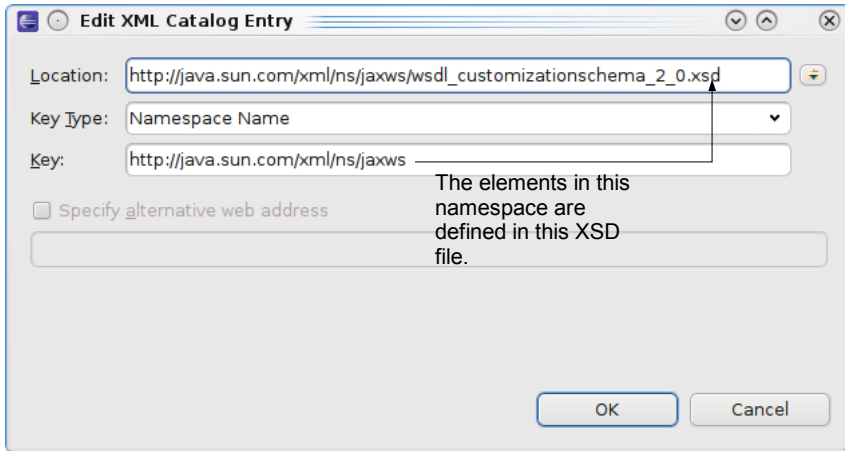 Edit XML Catalog Entry
Location: http://java.sun.com/xml/ns/jaxws/wsdl_customizationschema_2_0.xsd
Key Type: Namespace Name
Key: http://java.sun.com/xml/ns/jaxws
The elements in this
namespace are
defined in this XSD
file.
Specify alternative web address
OK Cancel